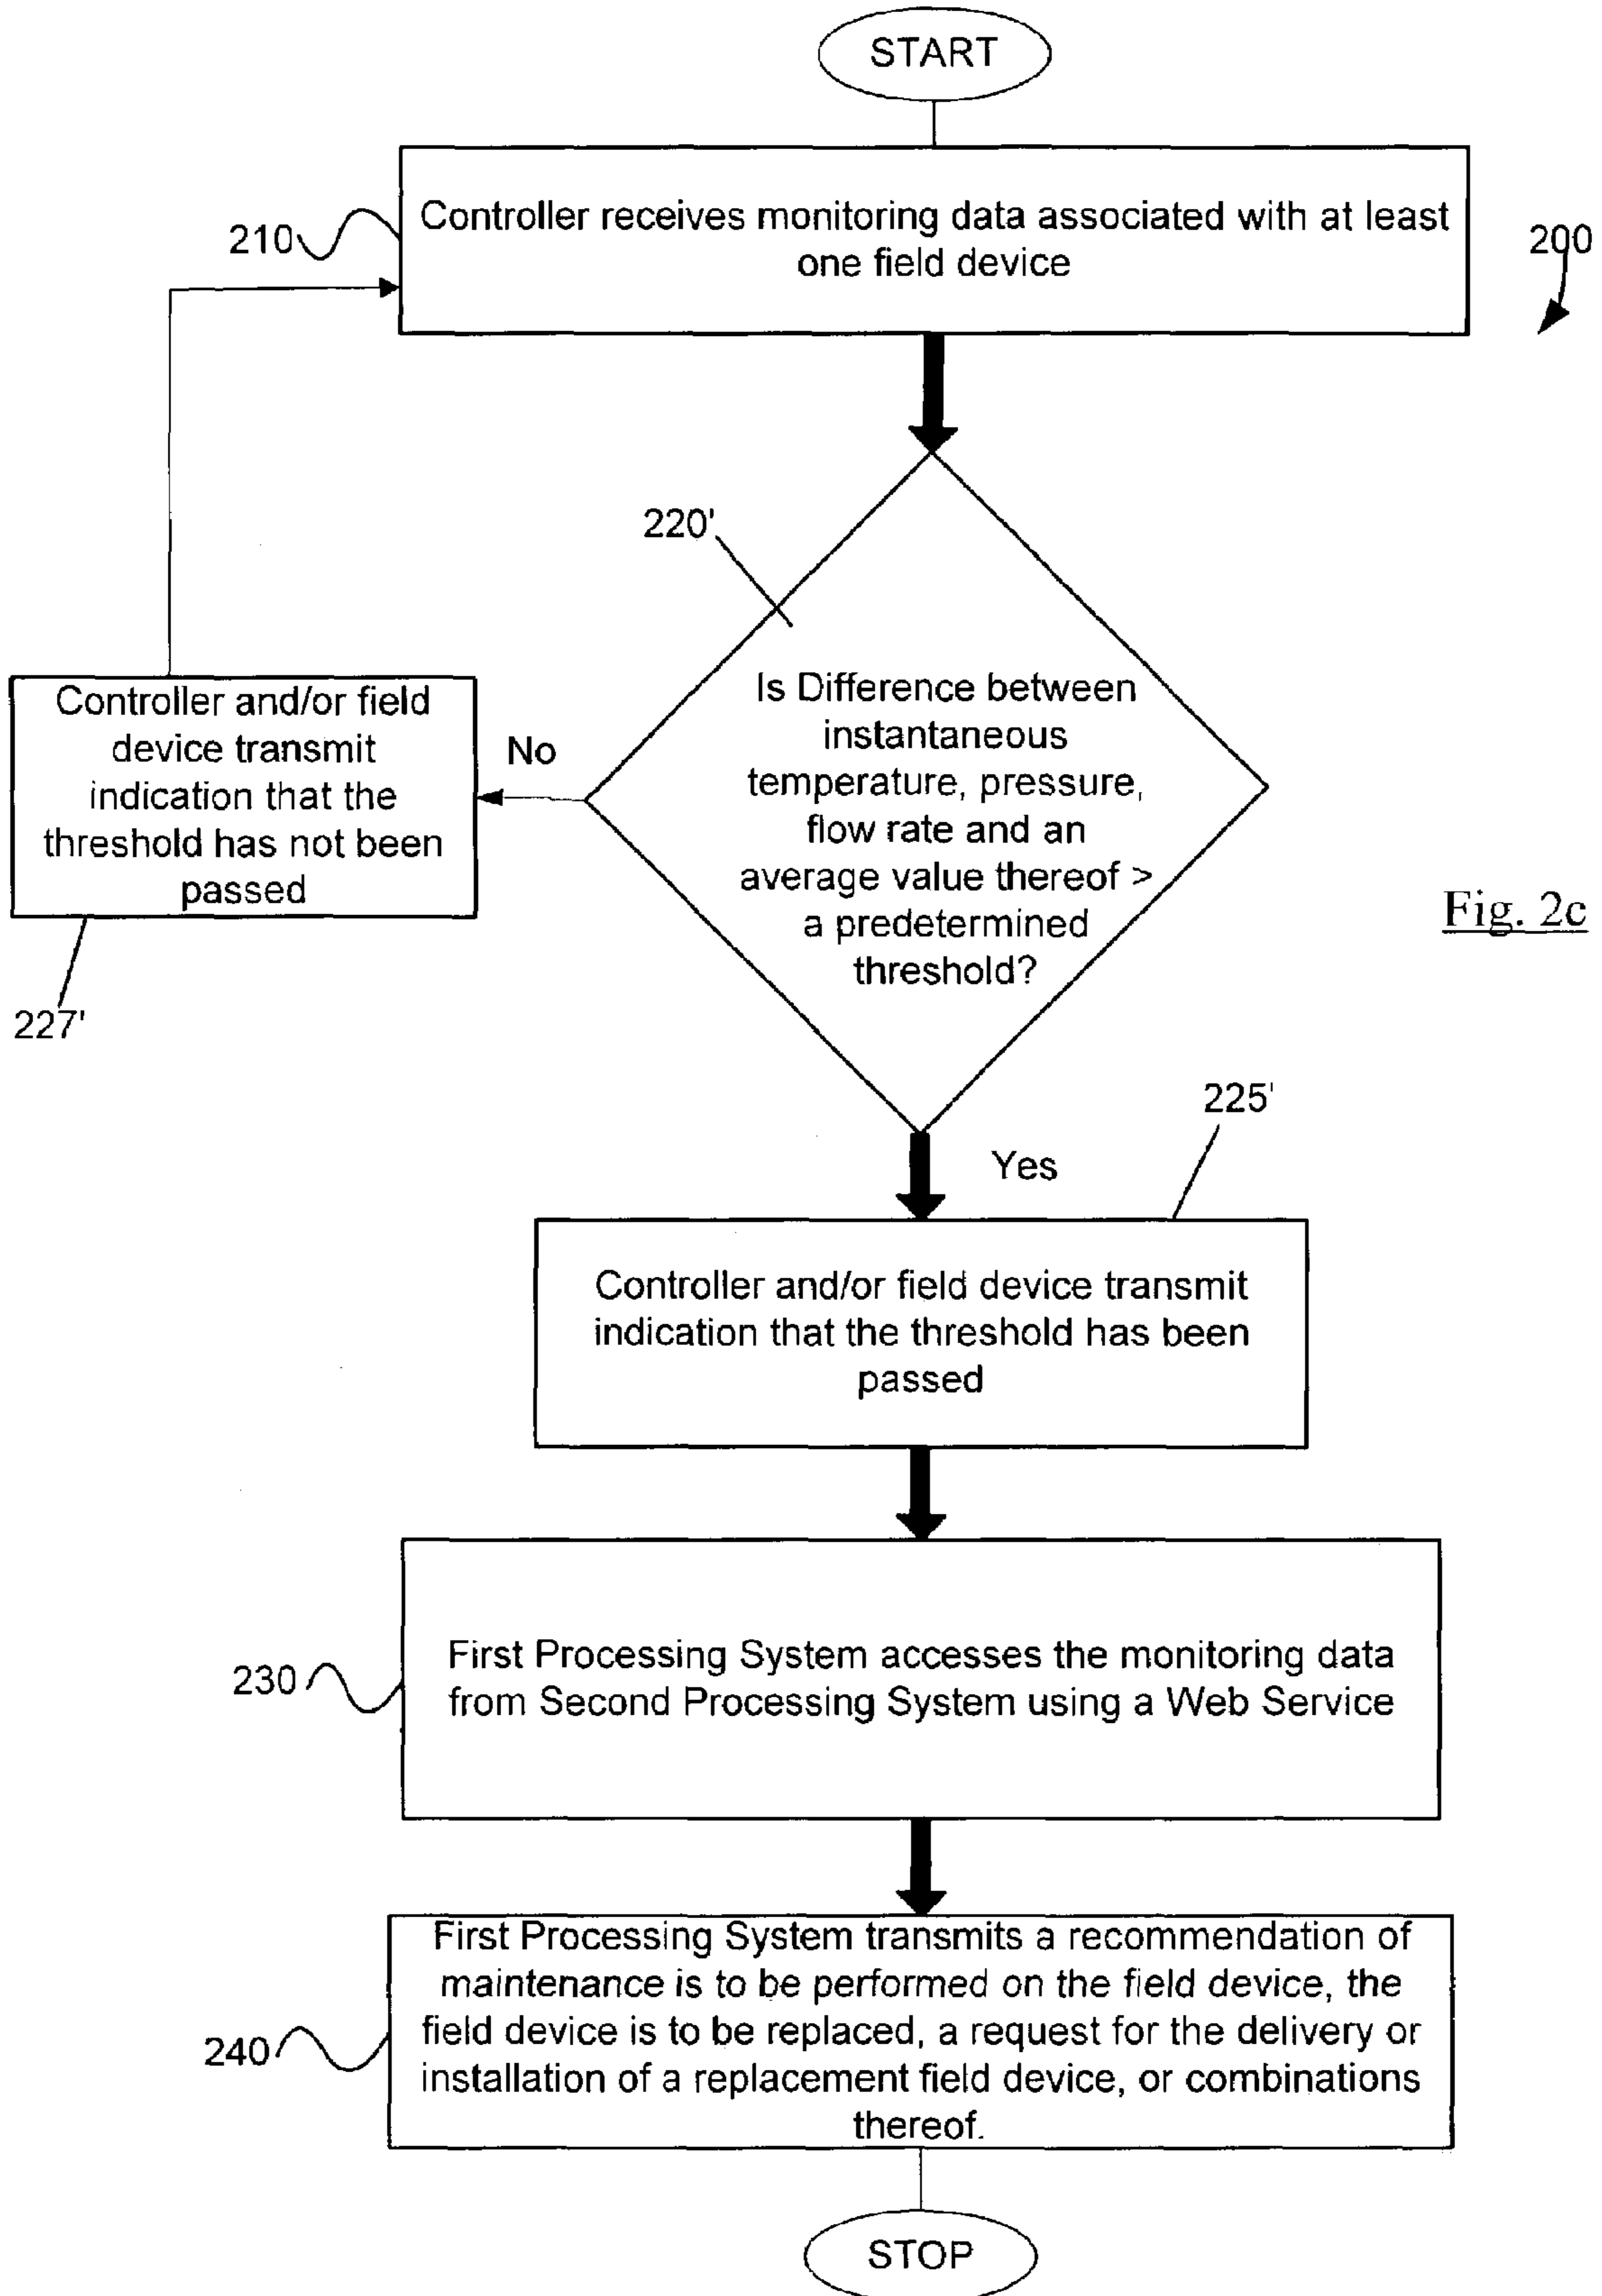 START
210
Controller receives monitoring data associated with at least
one field device
200
220'
Is Difference between
instantaneous
temperature, pressure,
flow rate and an
average value thereof >
a predetermined
threshold?
No
Controller and/or field
device transmit
indication that the
threshold has not been
passed
227'
Fig. 2c
Yes
225'
Controller and/or field device transmit
indication that the threshold has been
passed
230
First Processing System accesses the monitoring data
from Second Processing System using a Web Service
240
First Processing System transmits a recommendation of
maintenance is to be performed on the field device, the
field device is to be replaced, a request for the delivery or
installation of a replacement field device, or combinations
thereof.
STOP